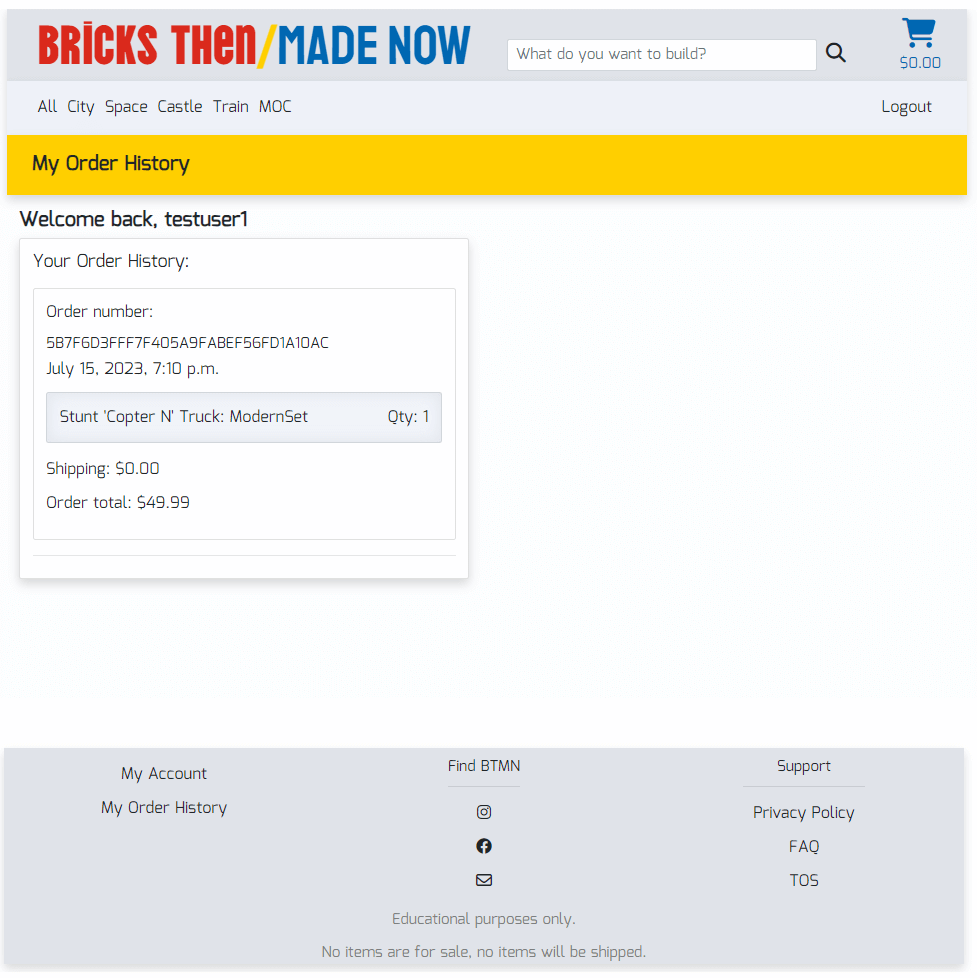 BRICKS THEN/MADE NOW
What do you want to build?
$0.00
All City Space Castle Train MOC
Logout
My Order History
Welcome back, testuser1
Your Order History:
Order number:
5B7F6D3FFF7F405A9FABEF56FD1A10AC
July 15, 2023, 7:10 p.m.
Stunt 'Copter N' Truck: ModernSet Qty: 1
Shipping: $0.00
Order total: $49.99
My Account
My Order History
Find BTMN
Support
Privacy Policy
FAQ
TOS
Educational purposes only.
No items are for sale, no items will be shipped.